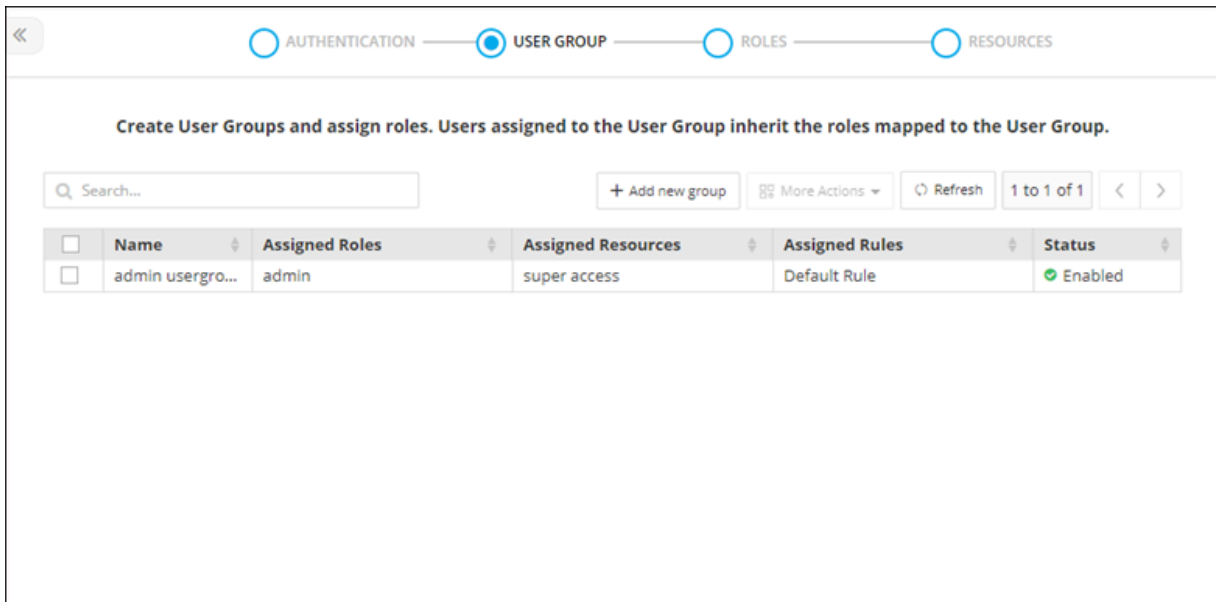 AUTHENTICATION USER GROUP ROLES RESOURCES
Create User Groups and assign roles. Users assigned to the User Group inherit the roles mapped to the User Group.
Search... + Add new group More Actions Refresh 1 to 1 of 1
Name Assigned Roles Assigned Resources Assigned Rules Status
admin usergro... admin super access Default Rule Enabled